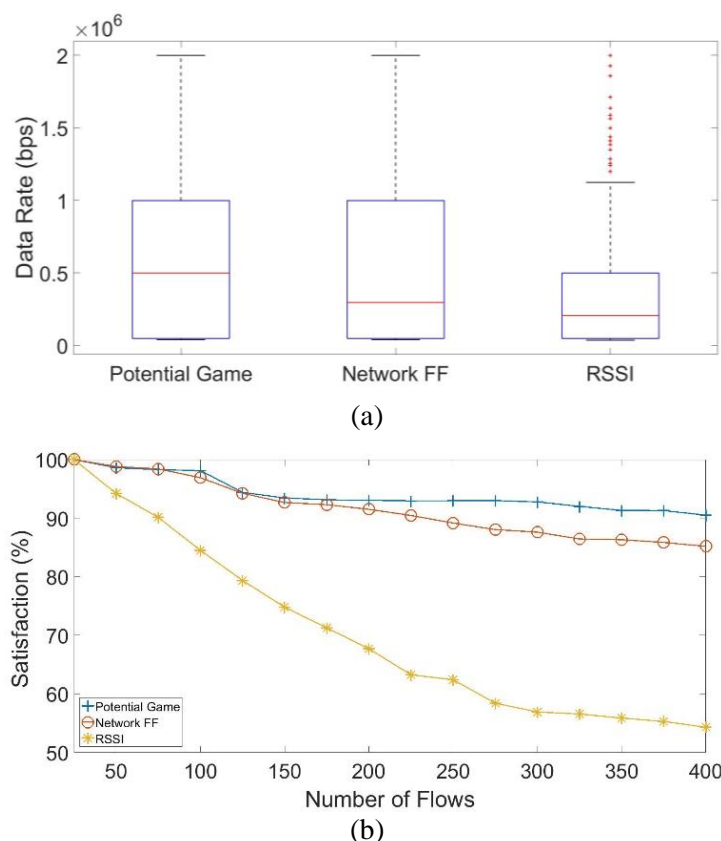 ×10⁶
2
1.5
1
0.5
0
Data Rate (bps)
Potential Game Network FF RSSI
(a)
100
90
80
70
60
50
Satisfaction (%)
Potential Game
Network FF
RSSI
50 100 150 200 250 300 350 400
Number of Flows
(b)